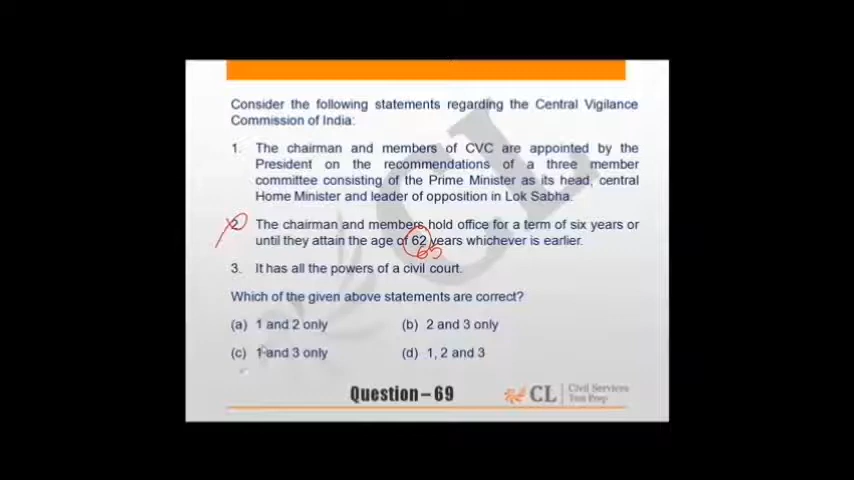 Consider the following statements regarding the Central Vigilance
Commission of India:
1. The chairman and members of CVC are appointed by the
President on the recommendations of a three member
committee consisting of the Prime Minister as its head, central
Home Minister and leader of opposition in Lok Sabha.
2. The chairman and members hold office for a term of six years or
until they attain the age of 62 years whichever is earlier.
65
3. It has all the powers of a civil court.
Which of the given above statements are correct?
(a) 1 and 2 only (b) 2 and 3 only
(c) 1 and 3 only (d) 1, 2 and 3
Question – 69 CL Civil Services
Test Prep
CL